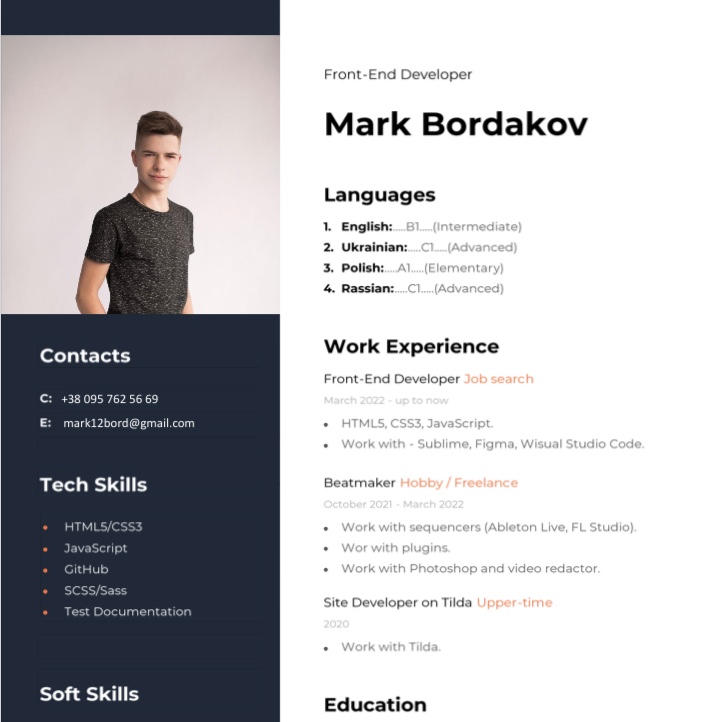 Front-End Developer
Mark Bordakov
Languages
1. English:.....B1.....(Intermediate)
2. Ukrainian:.....C1.....(Advanced)
3. Polish:.....A1.....(Elementary)
4. Rassian:.....C1.....(Advanced)
Work Experience
Front-End Developer Job search
March 2022 - up to now
• HTML5, CSS3, JavaScript.
• Work with - Sublime, Figma, Wisual Studio Code.
Beatmaker Hobby / Freelance
October 2021 - March 2022
• Work with sequencers (Ableton Live, FL Studio).
• Wor with plugins.
• Work with Photoshop and video redactor.
Site Developer on Tilda Upper-time
2020
• Work with Tilda.
Education
Contacts
C: +38 095 762 56 69
E: mark12bord@gmail.com
Tech Skills
• HTML5/CSS3
• JavaScript
• GitHub
• SCSS/Sass
• Test Documentation
Soft Skills